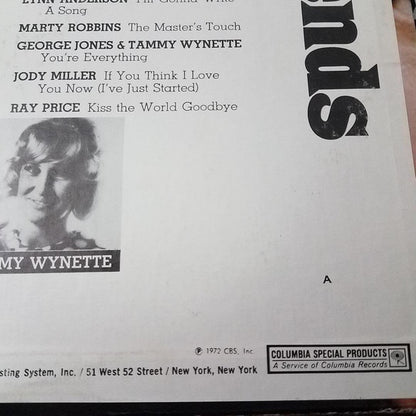 LYNN ANDERSON I'm Gonna Write
A Song
MARTY ROBBINS The Master's Touch
GEORGE JONES & TAMMY WYNETTE
You're Everything
JODY MILLER If You Think I Love
You Now (I've Just Started)
RAY PRICE Kiss the World Goodbye
nds
MY WYNETTE
A
℗ 1972 CBS, Inc.
COLUMBIA SPECIAL PRODUCTS
A Service of Columbia Records
sting System, Inc. / 51 West 52 Street / New York, New York